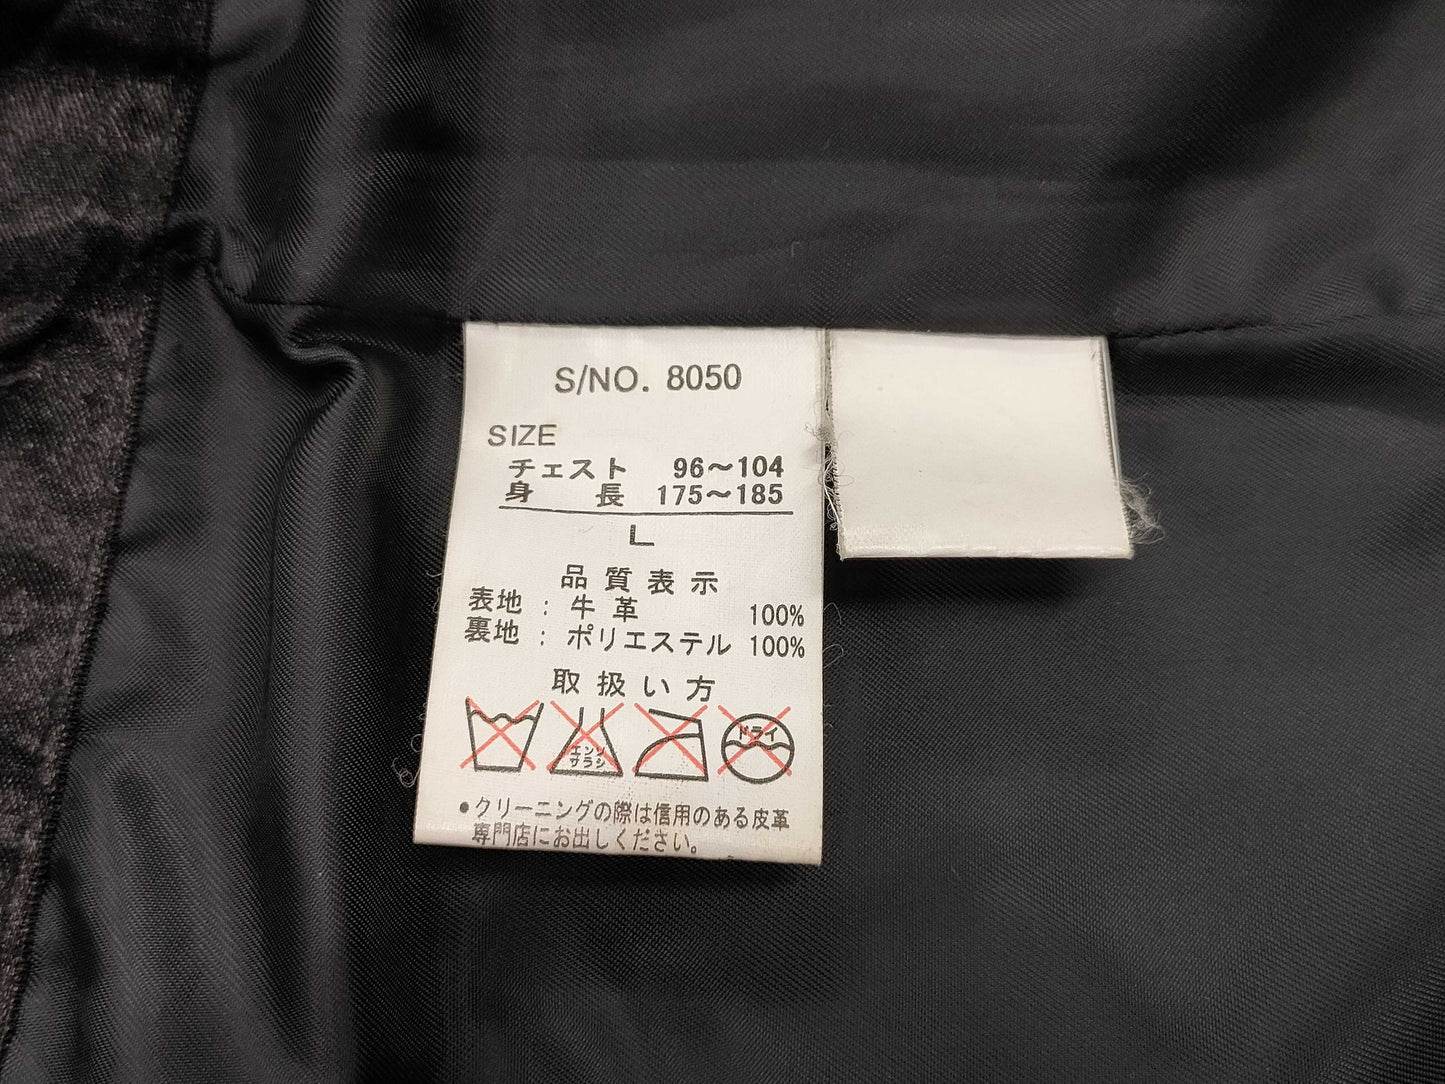 S/NO. 8050
SIZE
チェスト 96～104
身長 175～185
L
品質表示
表地：牛革 100%
裏地：ポリエステル 100%
取扱い方
エンソ
サラシ
ドライ
●クリーニングの際は信用のある皮革
専門店にお出しください。